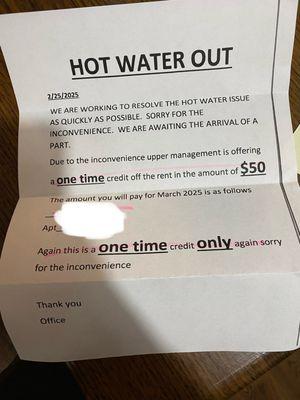 HOT WATER OUT
2/25/2025
WE ARE WORKING TO RESOLVE THE HOT WATER ISSUE
AS QUICKLY AS POSSIBLE. SORRY FOR THE
INCONVENIENCE. WE ARE AWAITING THE ARRIVAL OF A
PART.
Due to the inconvenience upper management is offering
a one time credit off the rent in the amount of $50
The amount you will pay for March 2025 is as follows
Apt
Again this is a one time credit only again sorry
for the inconvenience
Thank you
Office